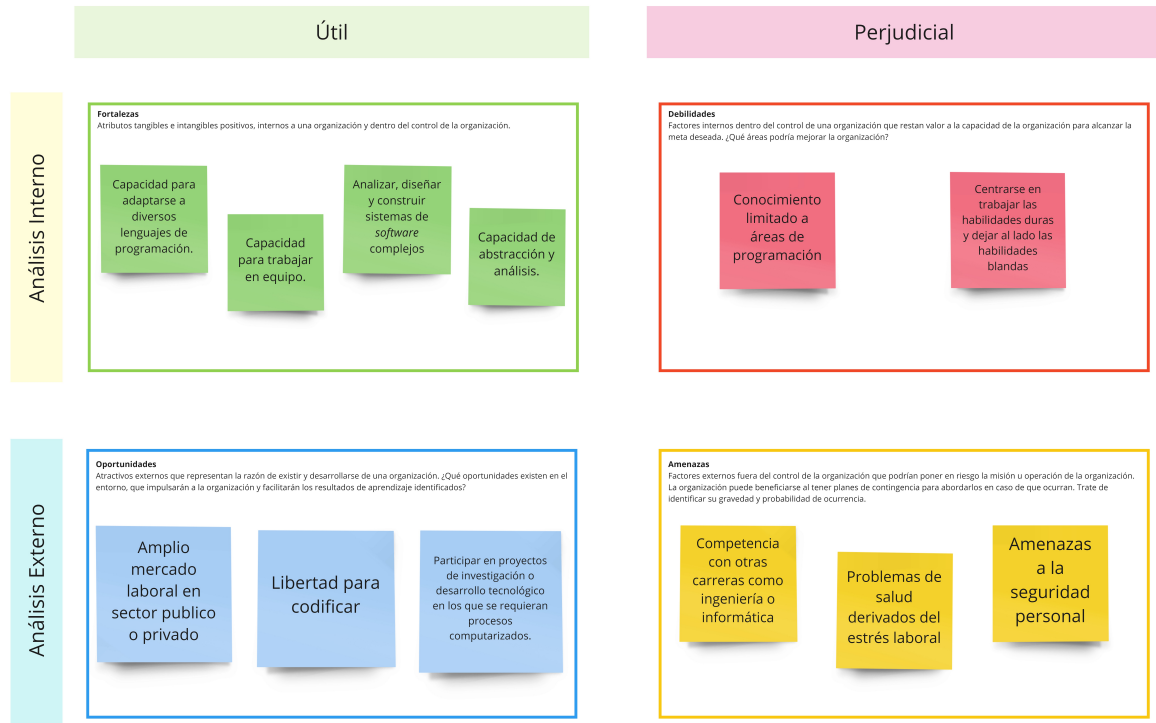 Útil
Perjudicial
Análisis Interno
Fortalezas
Atributos tangibles e intangibles positivos, internos a una organización y dentro del control de la organización.
Capacidad para
adaptarse a
diversos
lenguajes de
programación.
Capacidad
para trabajar
en equipo.
Analizar, diseñar
y construir
sistemas de
software
complejos
Capacidad de
abstracción y
análisis.
Debilidades
Factores internos dentro del control de una organización que restan valor a la capacidad de la organización para alcanzar la
meta deseada. ¿Qué áreas podría mejorar la organización?
Conocimiento
limitado a
áreas de
programación
Centrarse en
trabajar las
habilidades duras
y dejar al lado las
habilidades
blandas
Análisis Externo
Oportunidades
Atractivos externos que representan la razón de existir y desarrollarse de una organización. ¿Qué oportunidades existen en el
entorno, que impulsarán a la organización y facilitarán los resultados de aprendizaje identificados?
Amplio
mercado
laboral en
sector publico
o privado
Libertad para
codificar
Participar en proyectos
de investigación o
desarrollo tecnológico
en los que se requieran
procesos
computarizados.
Amenazas
Factores externos fuera del control de la organización que podrían poner en riesgo la misión u operación de la organización.
La organización puede beneficiarse al tener planes de contingencia para abordarlos en caso de que ocurran. Trate de
identificar su gravedad y probabilidad de ocurrencia.
Competencia
con otras
carreras como
ingeniería o
informática
Problemas de
salud
derivados del
estrés laboral
Amenazas
a la
seguridad
personal